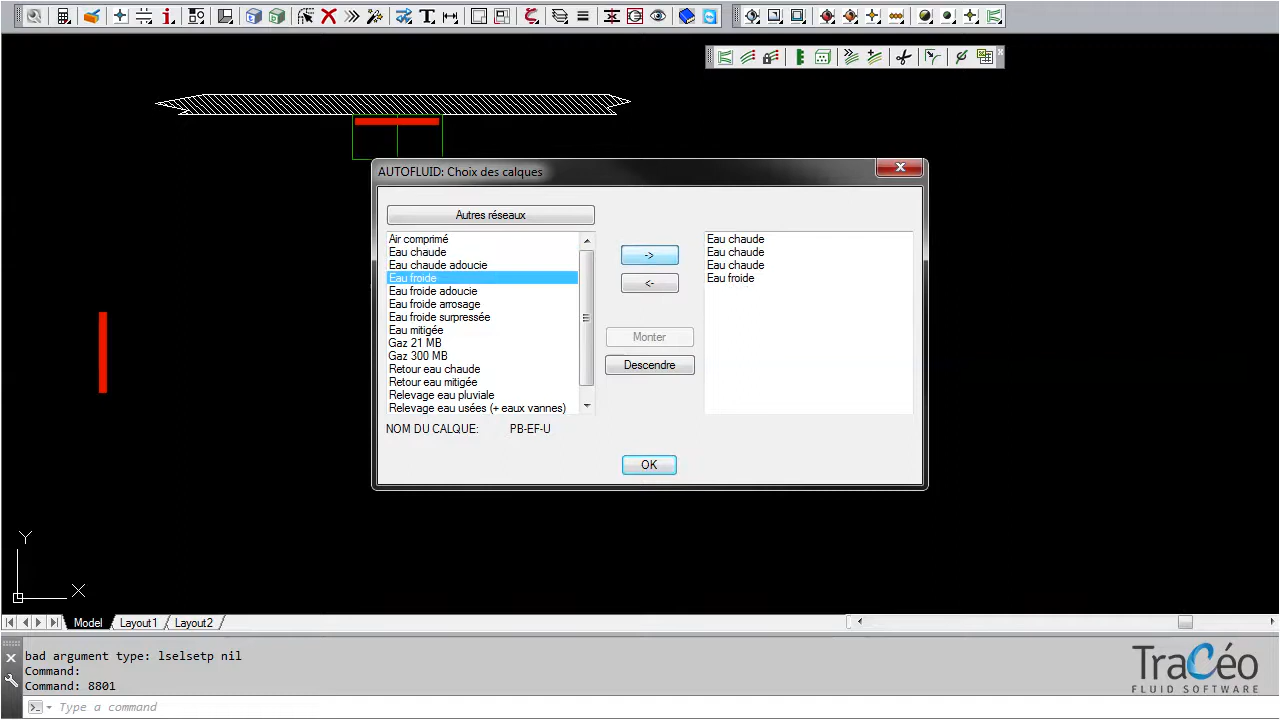 AUTOFLUID: Choix des calques
Autres réseaux
Air comprimé
Eau chaude
Eau chaude adoucie
Eau froide
Eau froide adoucie
Eau froide arrosage
Eau froide surpressée
Eau mitigée
Gaz 21 MB
Gaz 300 MB
Retour eau chaude
Retour eau mitigée
Relevage eau pluviale
Relevage eau usées (+ eaux vannes)
->
<-
Monter
Descendre
Eau chaude
Eau chaude
Eau chaude
Eau froide
NOM DU CALQUE: PB-EF-U
OK
Y
X
Model Layout1 Layout2
bad argument type: lselsetp nil
Command:
Command: 8801
Type a command
TraCéo
FLUID SOFTWARE